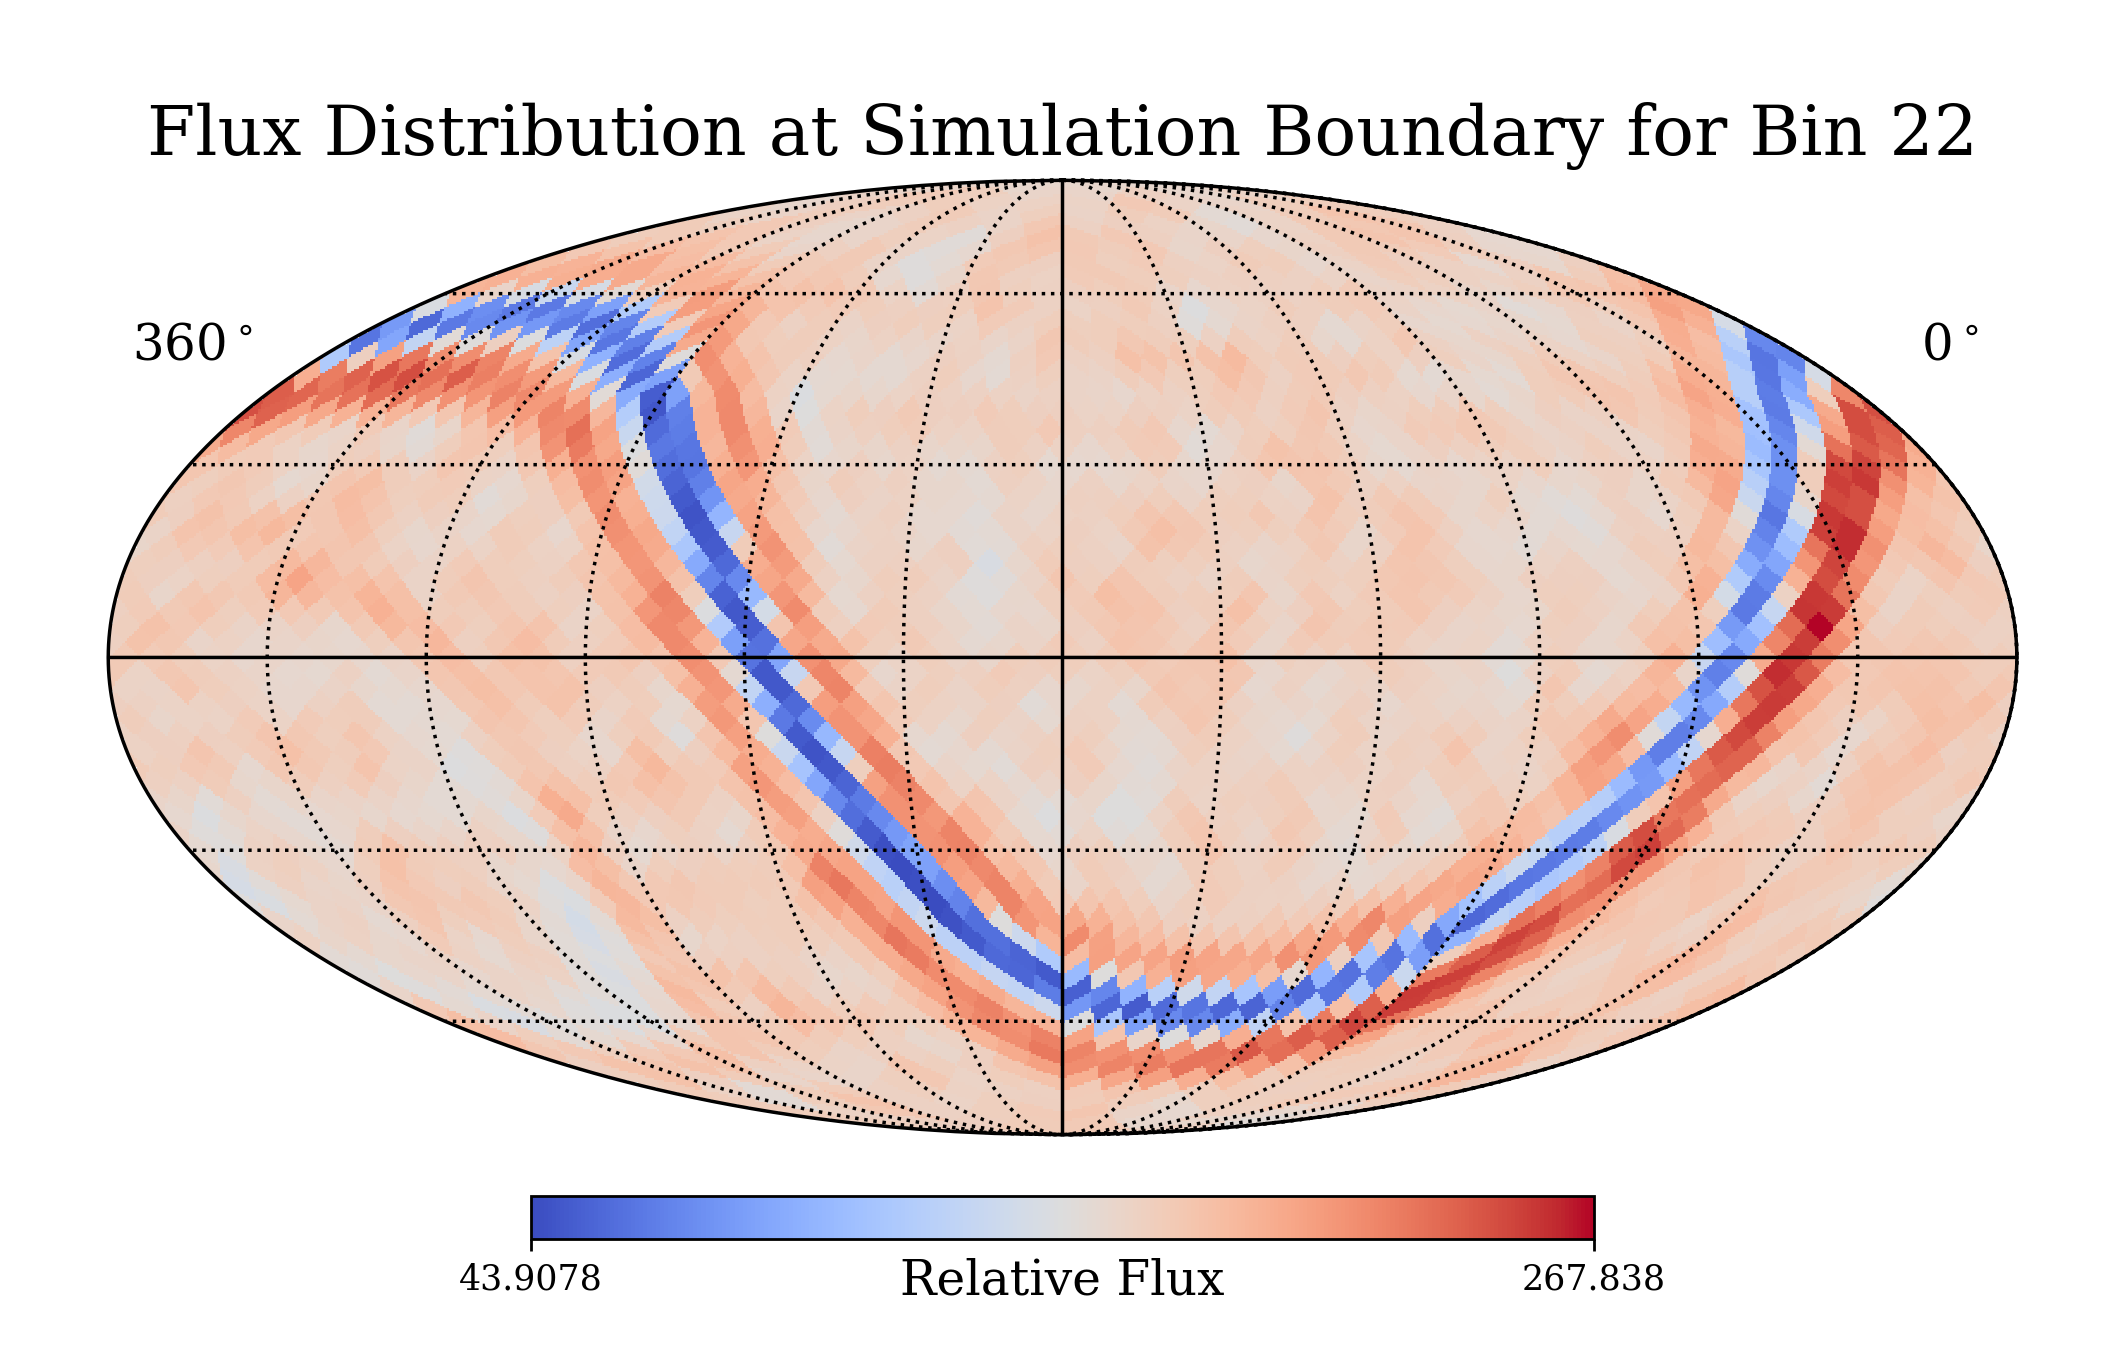 Flux Distribution at Simulation Boundary for Bin 22
360°
0°
43.9078
Relative Flux
267.838